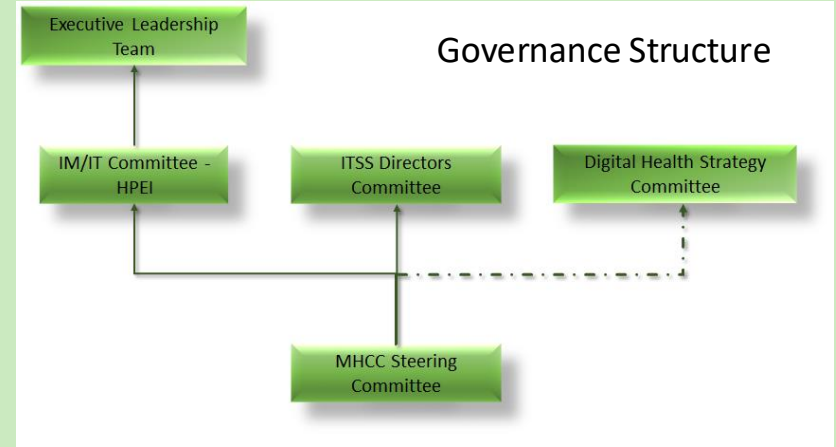 Executive Leadership
Team
Governance Structure
IM/IT Committee -
HPEI
ITSS Directors
Committee
Digital Health Strategy
Committee
MHCC Steering
Committee